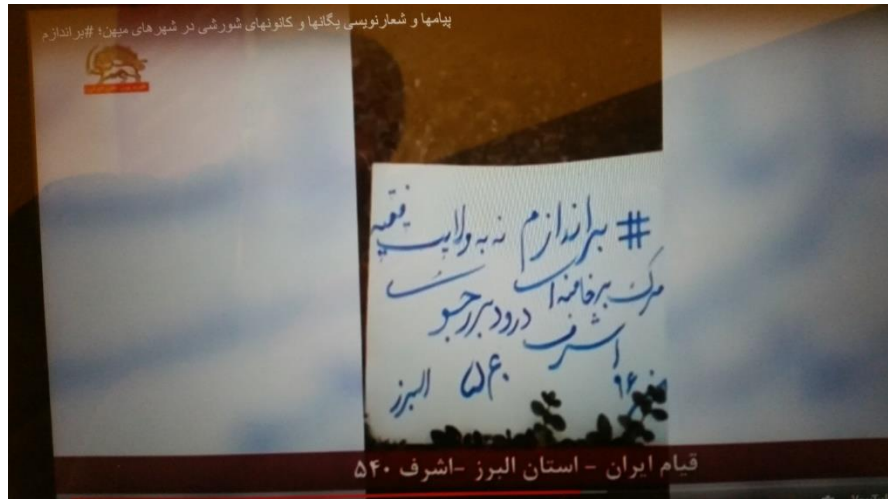 پیامها و شعارنویسی یگانها و کانونهای شورشی در شهرهای میهن؛ #براندازم
# براندازم نه به ولایت فقیه
مرگ بر خامنه‌ای
درود بر رجوی
اشرف
۹۶ ۵۴۰ البرز
قیام ایران - استان البرز -اشرف ۵۴۰